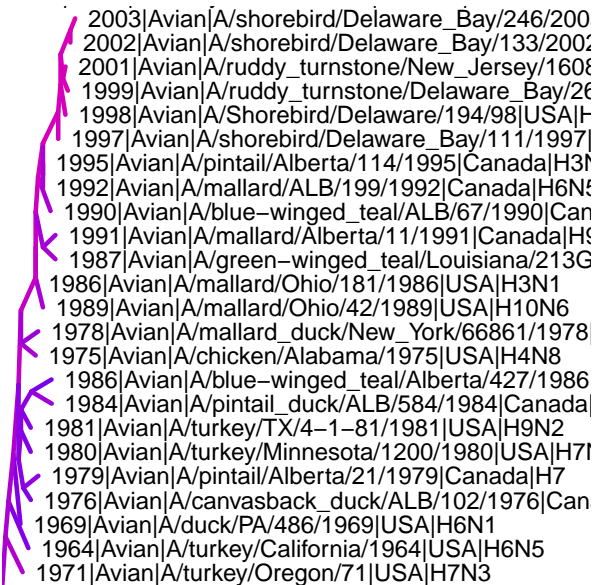 2003|Avian|A/shorebird/Delaware_Bay/246/200
2002|Avian|A/shorebird/Delaware_Bay/133/2002
2001|Avian|A/ruddy_turnstone/New_Jersey/1608
1999|Avian|A/ruddy_turnstone/Delaware_Bay/26
1998|Avian|A/Shorebird/Delaware/194/98|USA|H
1997|Avian|A/shorebird/Delaware_Bay/111/1997|
1995|Avian|A/pintail/Alberta/114/1995|Canada|H3N
1992|Avian|A/mallard/ALB/199/1992|Canada|H6N5
1990|Avian|A/blue−winged_teal/ALB/67/1990|Can
1991|Avian|A/mallard/Alberta/11/1991|Canada|H9
1987|Avian|A/green−winged_teal/Louisiana/213G
1986|Avian|A/mallard/Ohio/181/1986|USA|H3N1
1989|Avian|A/mallard/Ohio/42/1989|USA|H10N6
1978|Avian|A/mallard_duck/New_York/66861/1978|
1975|Avian|A/chicken/Alabama/1975|USA|H4N8
1986|Avian|A/blue−winged_teal/Alberta/427/1986
1984|Avian|A/pintail_duck/ALB/584/1984|Canada|
1981|Avian|A/turkey/TX/4−1−81/1981|USA|H9N2
1980|Avian|A/turkey/Minnesota/1200/1980|USA|H7N
1979|Avian|A/pintail/Alberta/21/1979|Canada|H7
1976|Avian|A/canvasback_duck/ALB/102/1976|Can
1969|Avian|A/duck/PA/486/1969|USA|H6N1
1964|Avian|A/turkey/California/1964|USA|H6N5
1971|Avian|A/turkey/Oregon/71|USA|H7N3